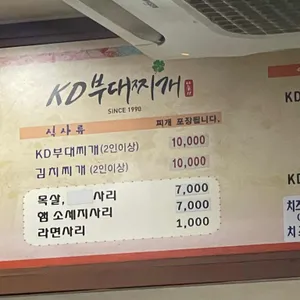 KD부대찌개
SINCE 1990
식사류
찌개 포장됩니다.
KD부대찌개(2인이상) 10,000
김치찌개(2인이상) 10,000
목살, 사리 7,000
햄 소세지사리 7,000
라면사리 1,000
KD
KD
치즈
치즈